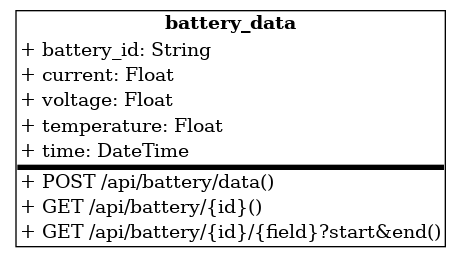 battery_data
+ battery_id: String
+ current: Float
+ voltage: Float
+ temperature: Float
+ time: DateTime
+ POST /api/battery/data()
+ GET /api/battery/{id}()
+ GET /api/battery/{id}/{field}?start&end()